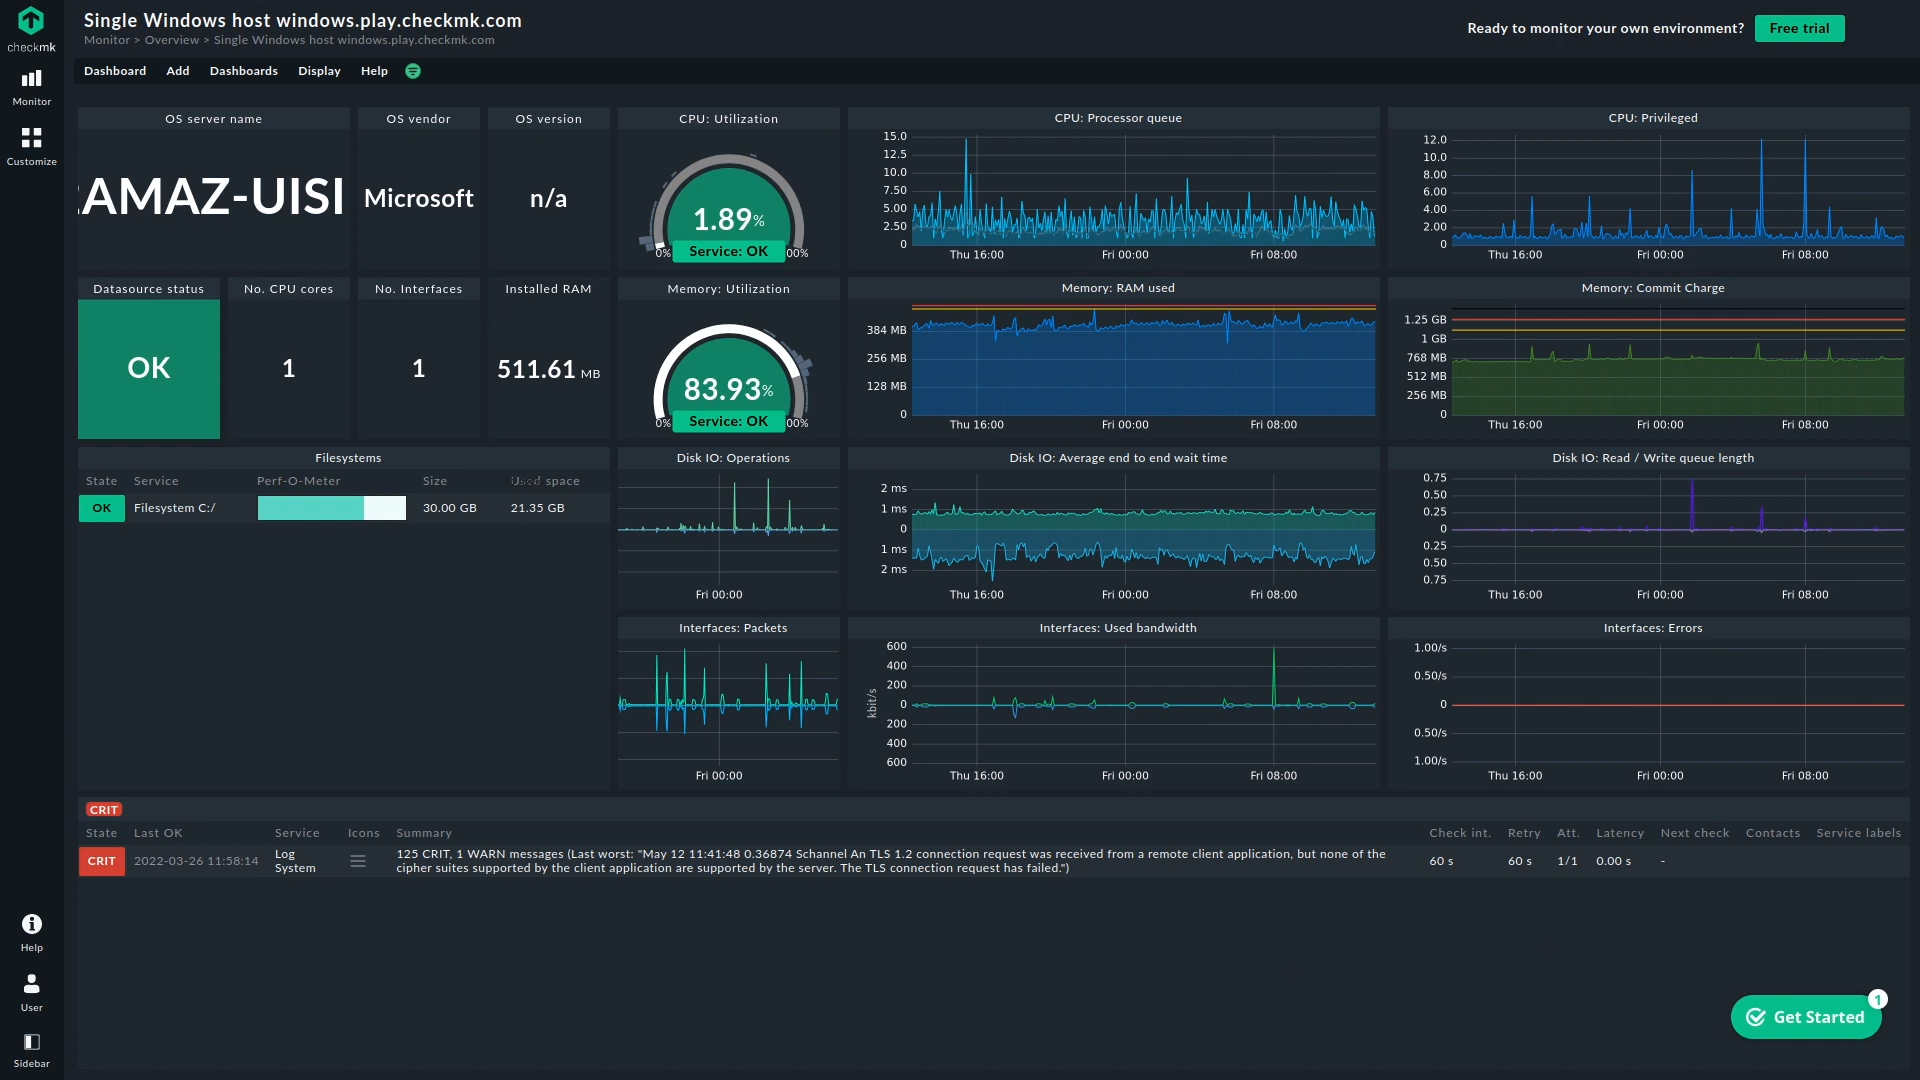 checkmk
Monitor
Customize
Help
User
Sidebar
Single Windows host windows.play.checkmk.com
Monitor > Overview > Single Windows host windows.play.checkmk.com
Ready to monitor your own environment?
Free trial
Dashboard Add Dashboards Display Help
OS server name
AMAZ-UISI
OS vendor
Microsoft
OS version
n/a
CPU: Utilization
1.89%
0% Service: OK 00%
CPU: Processor queue
15.0
12.5
10.0
7.50
5.00
2.50
0
Thu 16:00 Fri 00:00 Fri 08:00
CPU: Privileged
12.0
10.0
8.00
6.00
4.00
2.00
0
Thu 16:00 Fri 00:00 Fri 08:00
Datasource status
OK
No. CPU cores
1
No. Interfaces
1
Installed RAM
511.61 MB
Memory: Utilization
83.93%
0% Service: OK 00%
Memory: RAM used
384 MB
256 MB
128 MB
0
Thu 16:00 Fri 00:00 Fri 08:00
Memory: Commit Charge
1.25 GB
1 GB
768 MB
512 MB
256 MB
0
Thu 16:00 Fri 00:00 Fri 08:00
Filesystems
State Service Perf-O-Meter Size Used space
OK Filesystem C:/ 30.00 GB 21.35 GB
Disk IO: Operations
Fri 00:00
Disk IO: Average end to end wait time
2 ms
1 ms
0
1 ms
2 ms
Thu 16:00 Fri 00:00 Fri 08:00
Disk IO: Read / Write queue length
0.75
0.50
0.25
0
0.25
0.50
0.75
Thu 16:00 Fri 00:00 Fri 08:00
Interfaces: Packets
Fri 00:00
Interfaces: Used bandwidth
kbit/s
600
400
200
0
200
400
600
Thu 16:00 Fri 00:00 Fri 08:00
Interfaces: Errors
1.00/s
0.50/s
0
0.50/s
1.00/s
Thu 16:00 Fri 00:00 Fri 08:00
CRIT
State Last OK Service Icons Summary Check int. Retry Att. Latency Next check Contacts Service labels
CRIT 2022-03-26 11:58:14 Log System 125 CRIT, 1 WARN messages (Last worst: "May 12 11:41:48 0.36874 Schannel An TLS 1.2 connection request was received from a remote client application, but none of the
cipher suites supported by the client application are supported by the server. The TLS connection request has failed.") 60 s 60 s 1/1 0.00 s -
Get Started
1